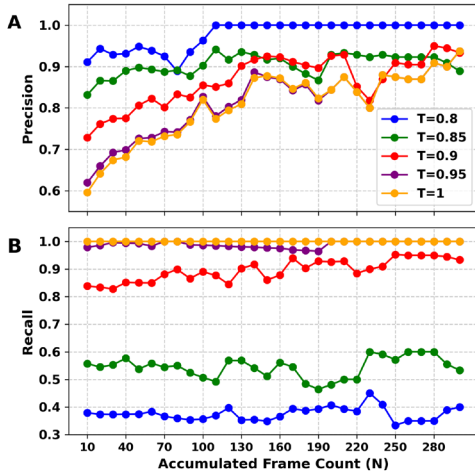 A
1.0
0.9
0.8
0.7
0.6
Precision
T=0.8
T=0.85
T=0.9
T=0.95
T=1
B
1.0
0.9
0.8
0.7
0.6
0.5
0.4
0.3
Recall
10 40 70 100 130 160 190 220 250 280
Accumulated Frame Count (N)